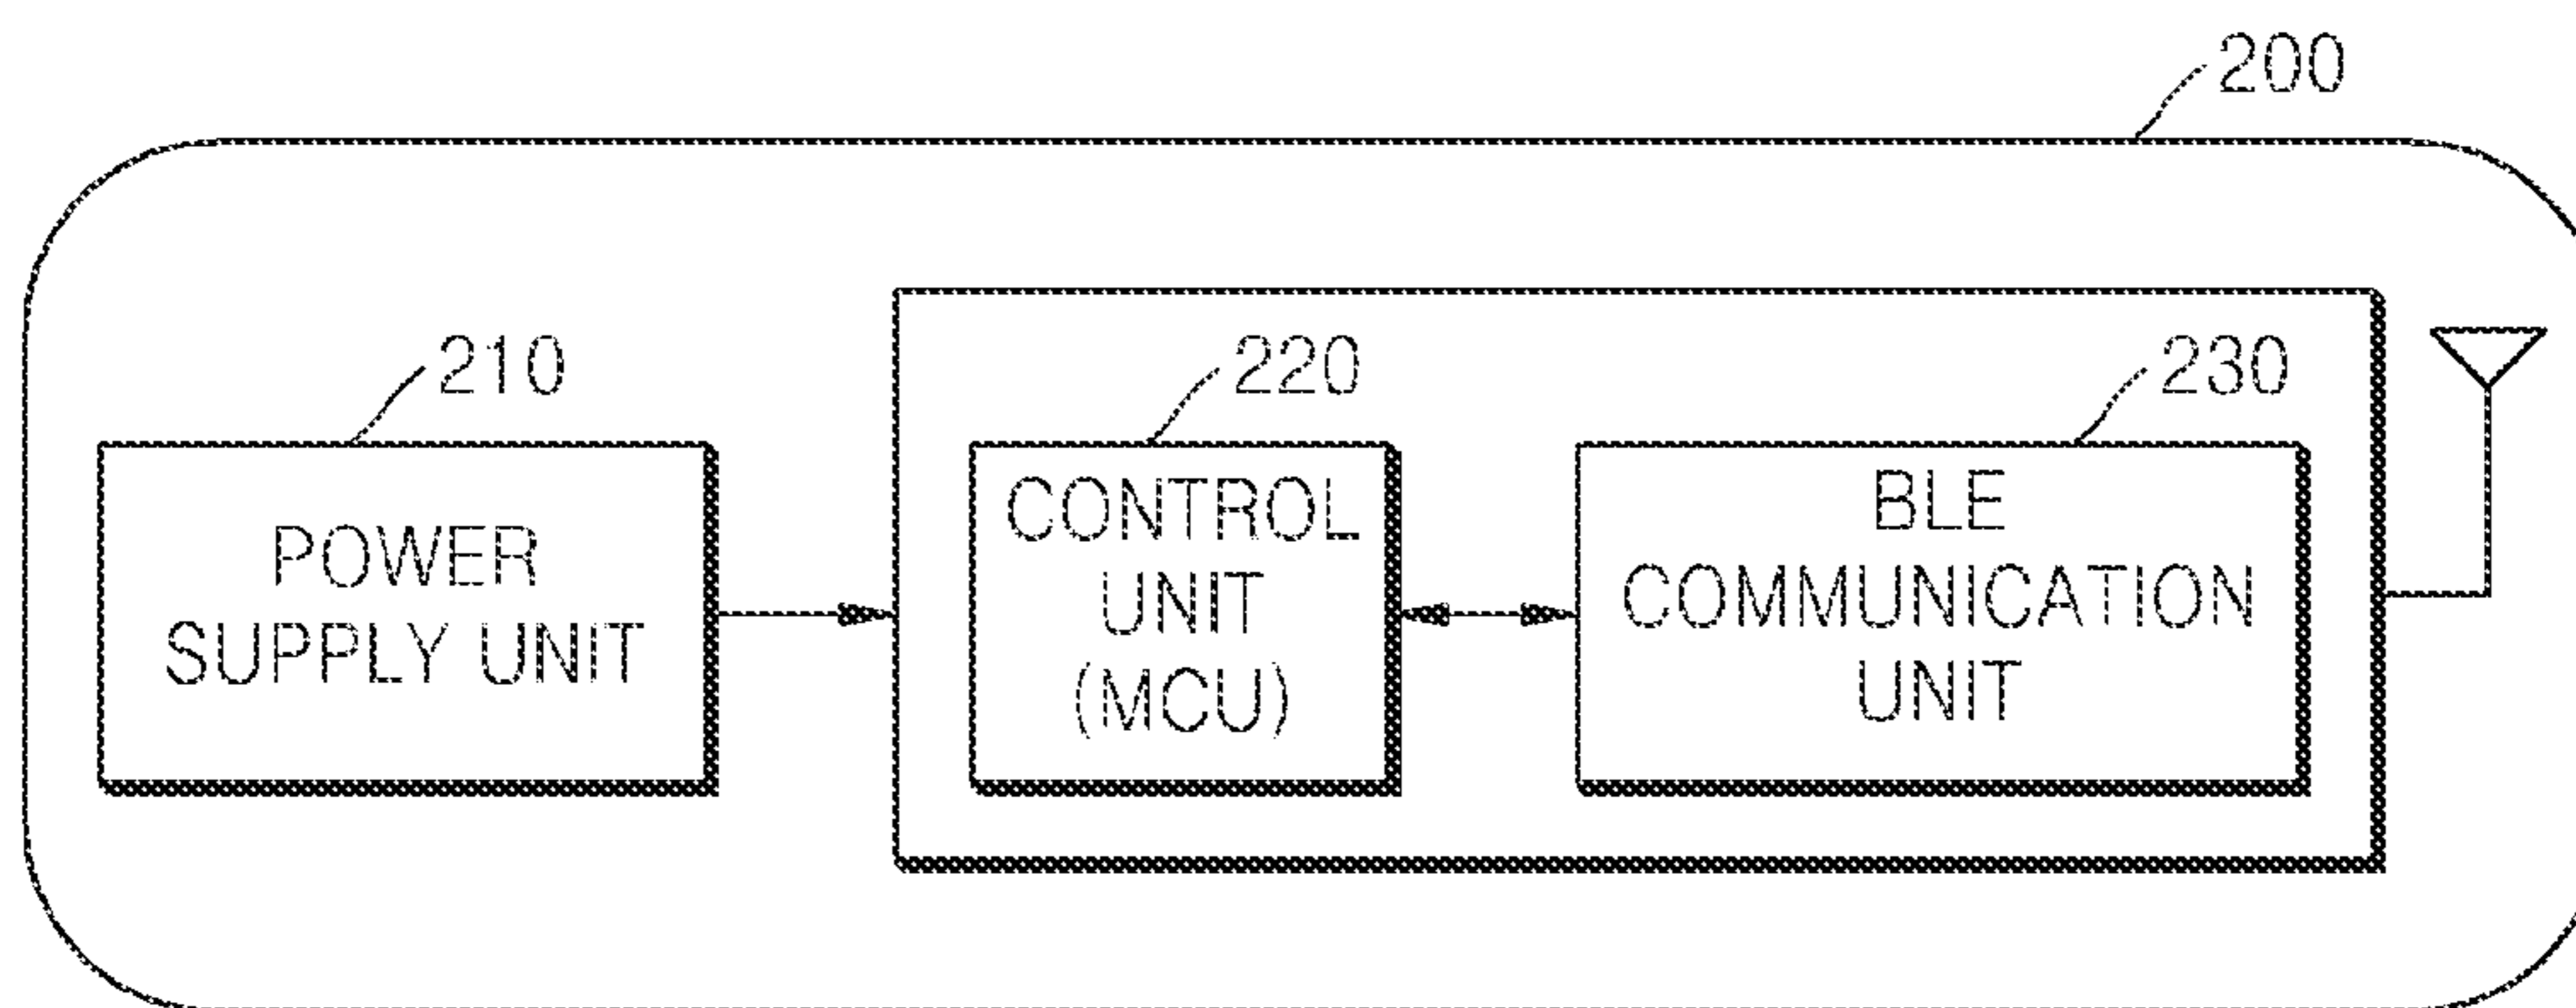 200
210
220
230
POWER
SUPPLY UNIT
CONTROL
UNIT
(MCU)
BLE
COMMUNICATION
UNIT